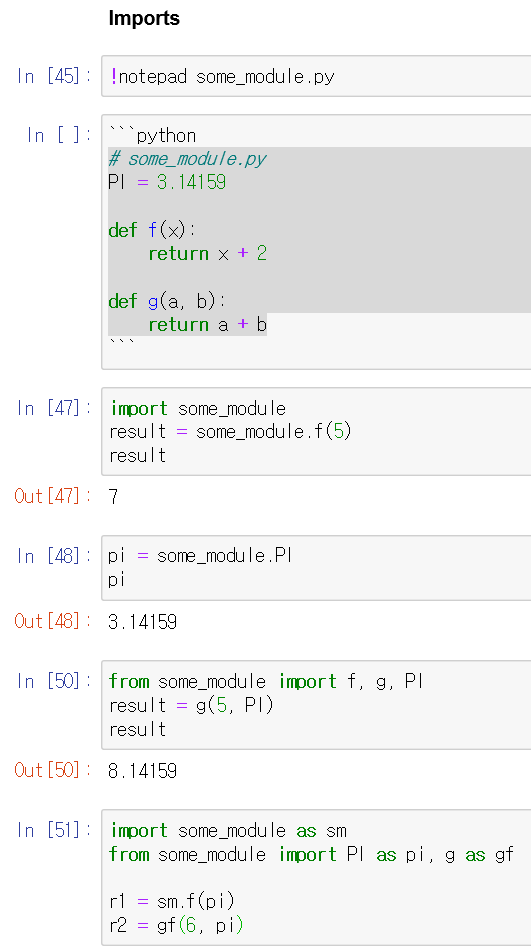 Imports
In [45]: !notepad some_module.py
In [ ]: ```python
# some_module.py
PI = 3.14159
def f(x):
    return x + 2
def g(a, b):
    return a + b
```
In [47]: import some_module
result = some_module.f(5)
result
Out[47]: 7
In [48]: pi = some_module.PI
pi
Out[48]: 3.14159
In [50]: from some_module import f, g, PI
result = g(5, PI)
result
Out[50]: 8.14159
In [51]: import some_module as sm
from some_module import PI as pi, g as gf
r1 = sm.f(pi)
r2 = gf(6, pi)